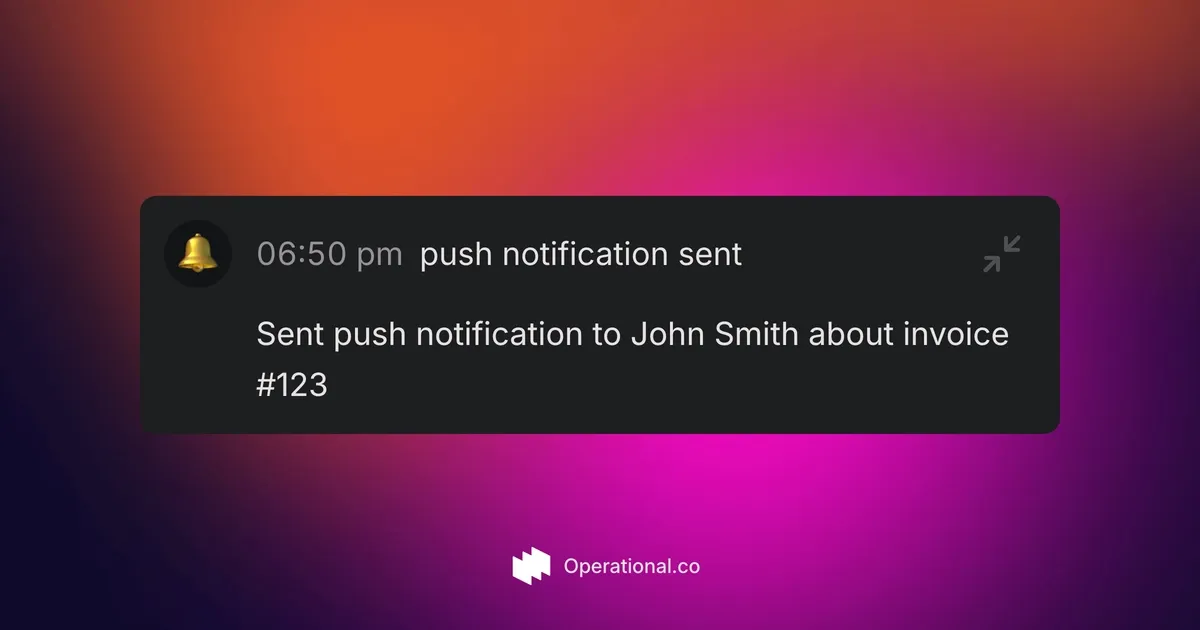 06:50 pm push notification sent
Sent push notification to John Smith about invoice
#123
Operational.co